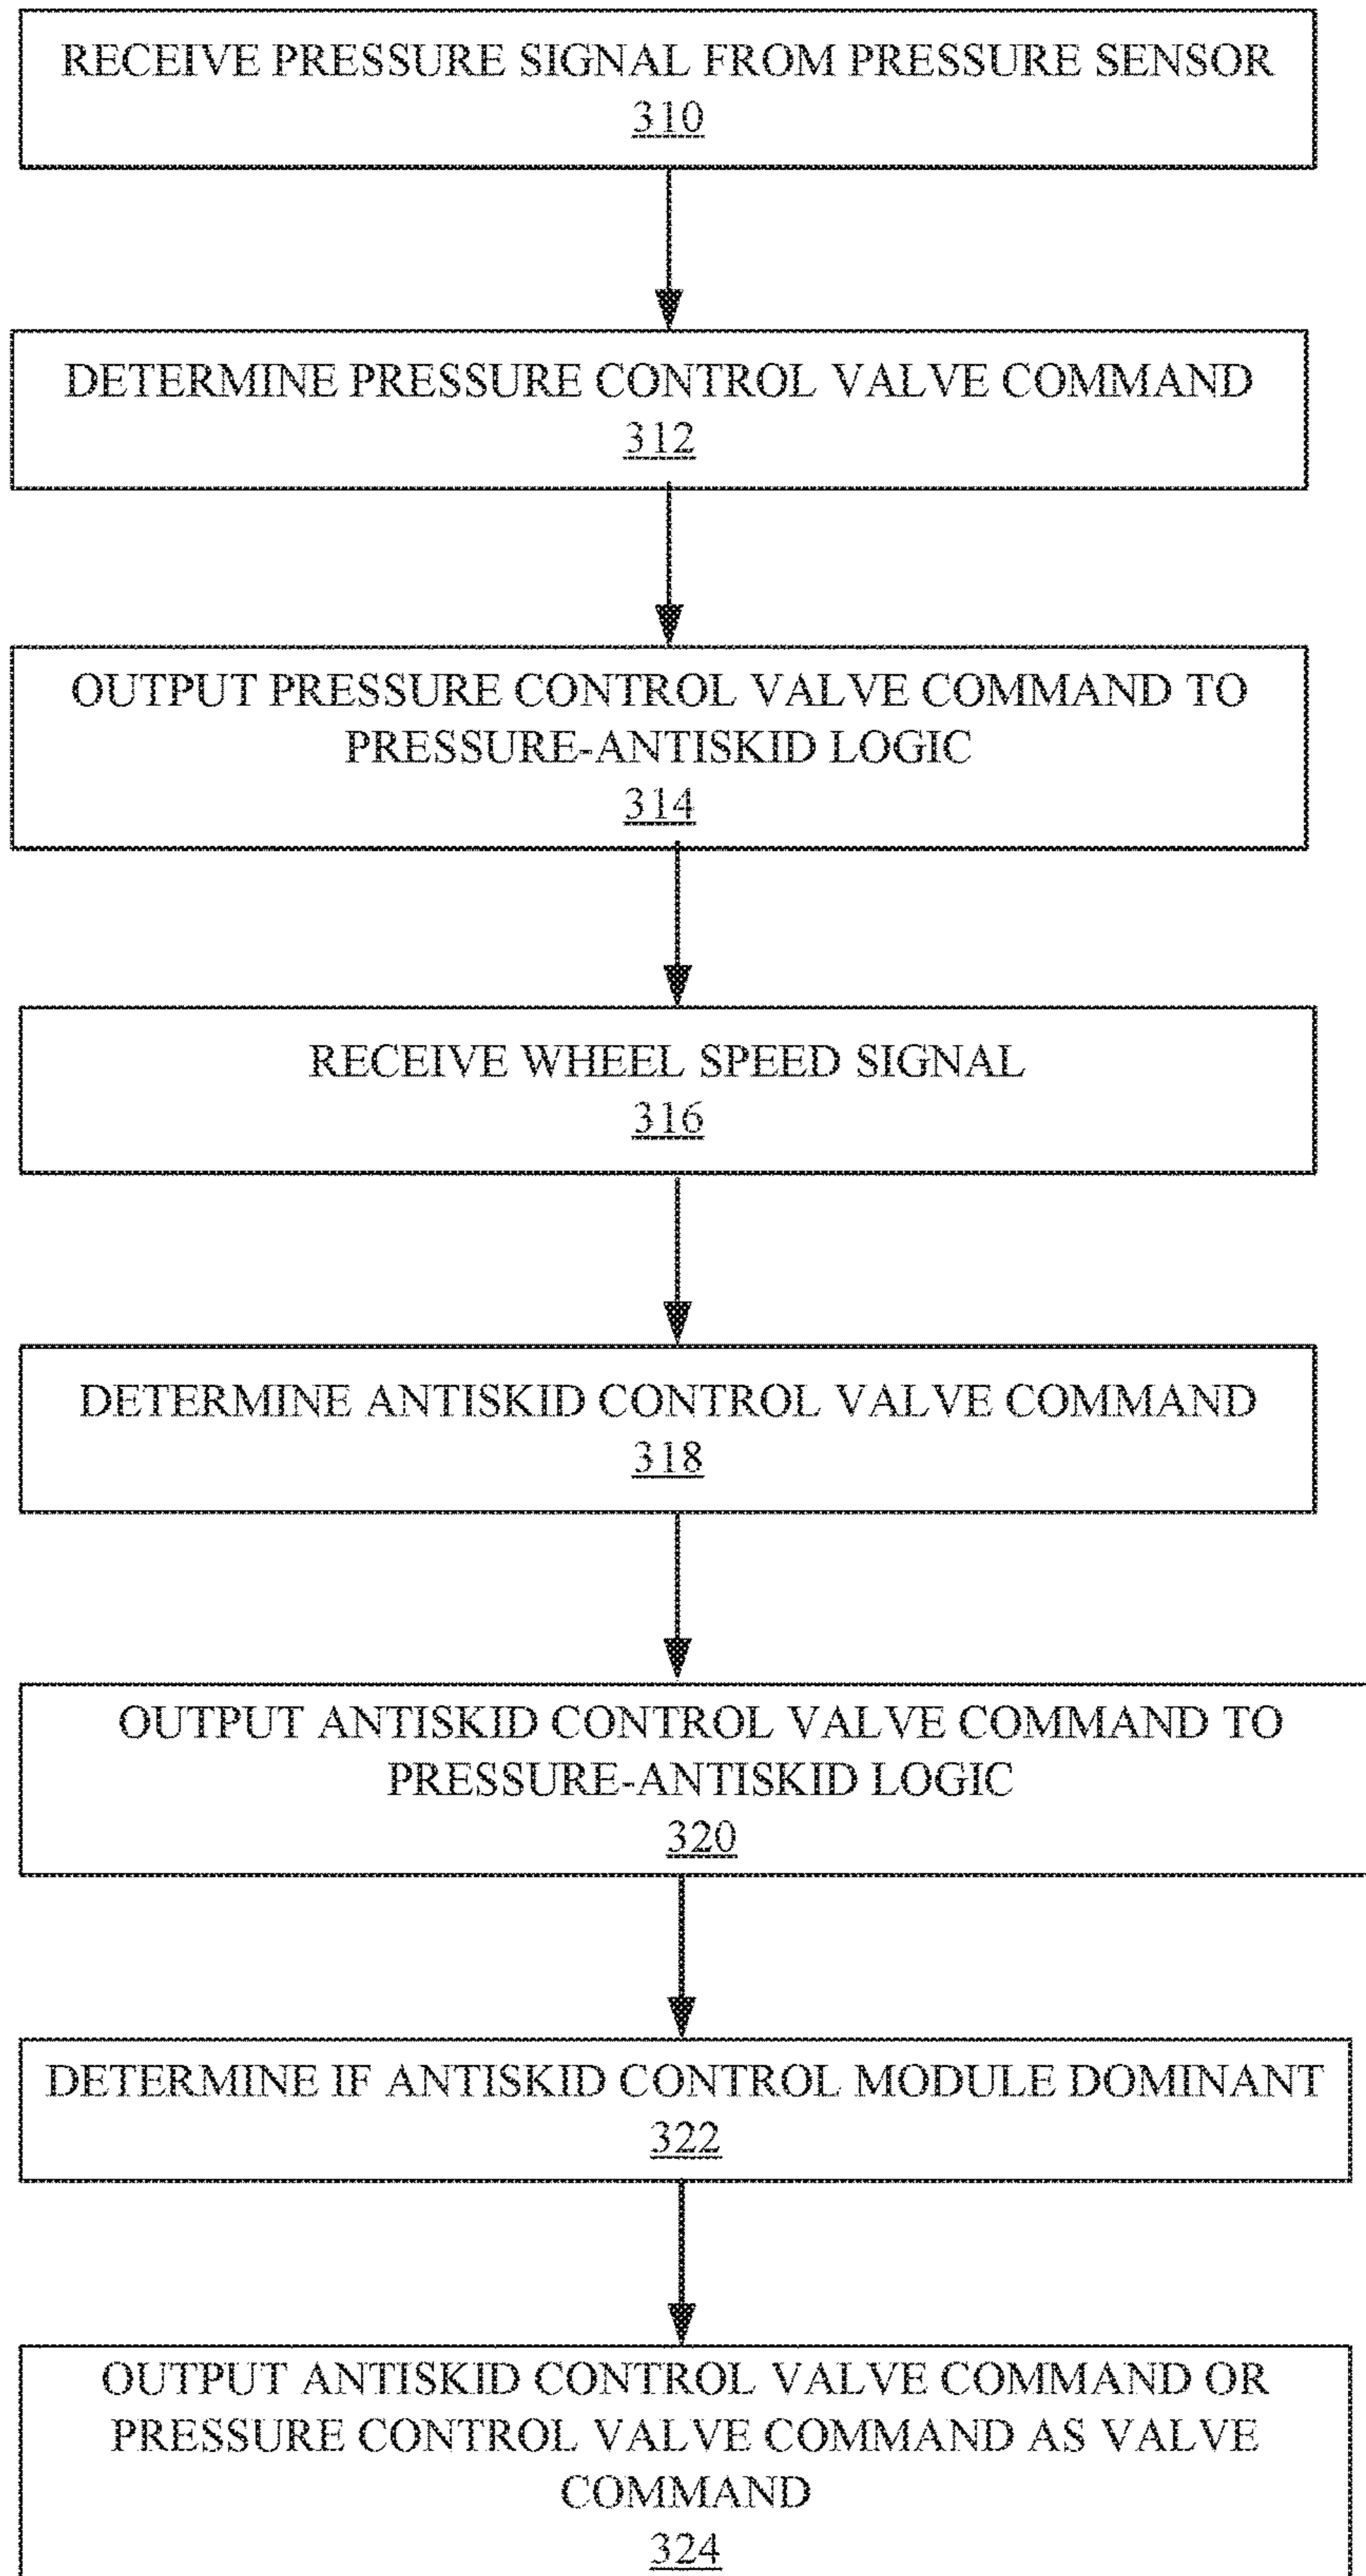 RECEIVE PRESSURE SIGNAL FROM PRESSURE SENSOR
310
DETERMINE PRESSURE CONTROL VALVE COMMAND
312
OUTPUT PRESSURE CONTROL VALVE COMMAND TO
PRESSURE-ANTISKID LOGIC
314
RECEIVE WHEEL SPEED SIGNAL
316
DETERMINE ANTISKID CONTROL VALVE COMMAND
318
OUTPUT ANTISKID CONTROL VALVE COMMAND TO
PRESSURE-ANTISKID LOGIC
320
DETERMINE IF ANTISKID CONTROL MODULE DOMINANT
322
OUTPUT ANTISKID CONTROL VALVE COMMAND OR
PRESSURE CONTROL VALVE COMMAND AS VALVE
COMMAND
324